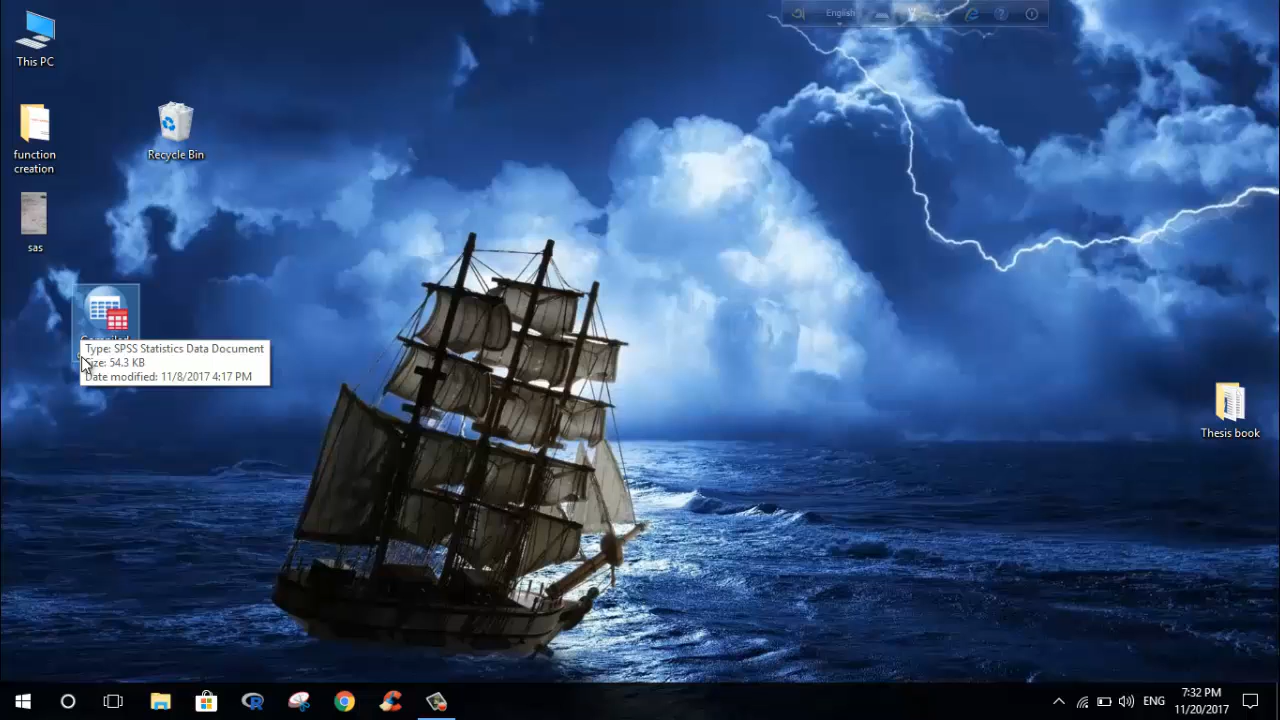 English
This PC
function
creation
Recycle Bin
sas
Type: SPSS Statistics Data Document
Size: 54.3 KB
Date modified: 11/8/2017 4:17 PM
Thesis book
ENG
7:32 PM
11/20/2017